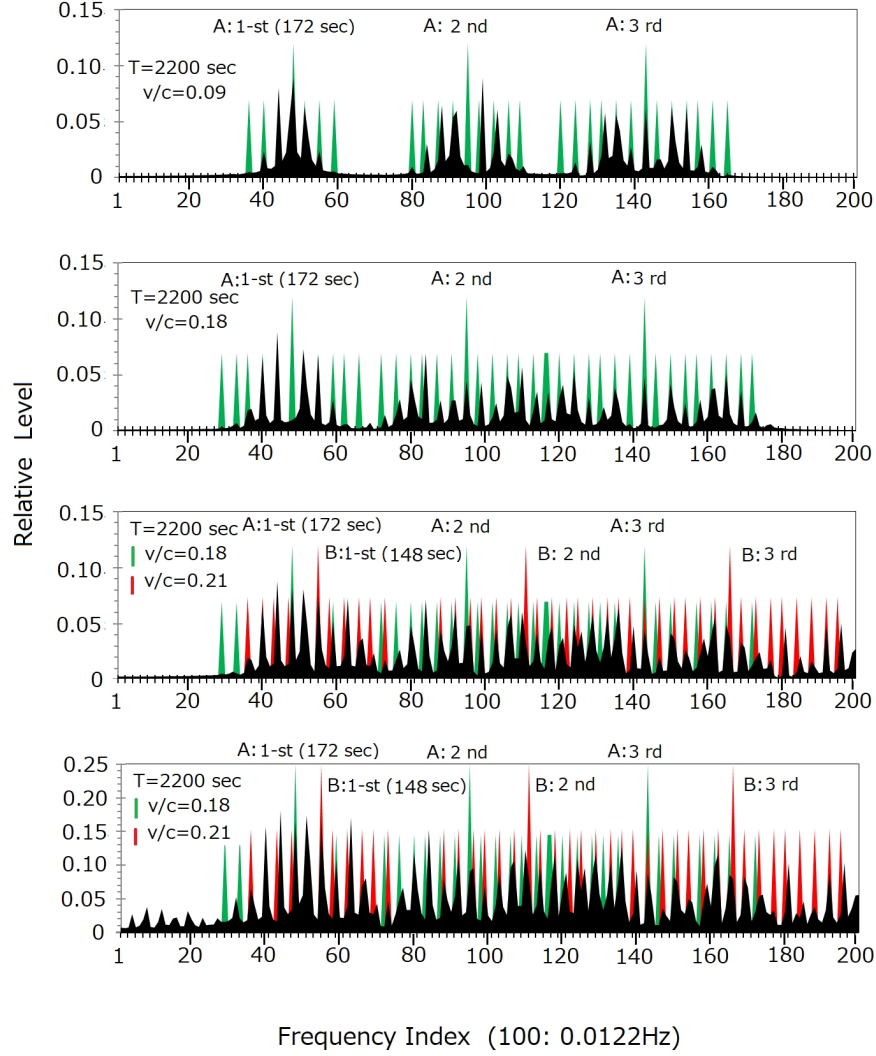 0.15
A:1-st (172 sec) A: 2 nd A:3 rd
T=2200 sec
v/c=0.09
0.10
0.05
0
1 20 40 60 80 100 120 140 160 180 200
0.15
A:1-st (172 sec) A:2 nd A:3 rd
T=2200 sec
v/c=0.18
0.10
0.05
0
1 20 40 60 80 100 120 140 160 180 200
Relative Level
0.15
T=2200 sec A:1-st (172 sec) A:2 nd A:3 rd
v/c=0.18 B:1-st (148 sec) B: 2 nd B:3 rd
v/c=0.21
0.10
0.05
0
1 20 40 60 80 100 120 140 160 180 200
A:1-st (172 sec) A:2 nd A:3 rd
0.25
T=2200 sec B:1-st (148 sec) B:2 nd B:3 rd
0.20
v/c=0.18
v/c=0.21
0.15
0.10
0.05
0
1 20 40 60 80 100 120 140 160 180 200
Frequency Index (100: 0.0122Hz)